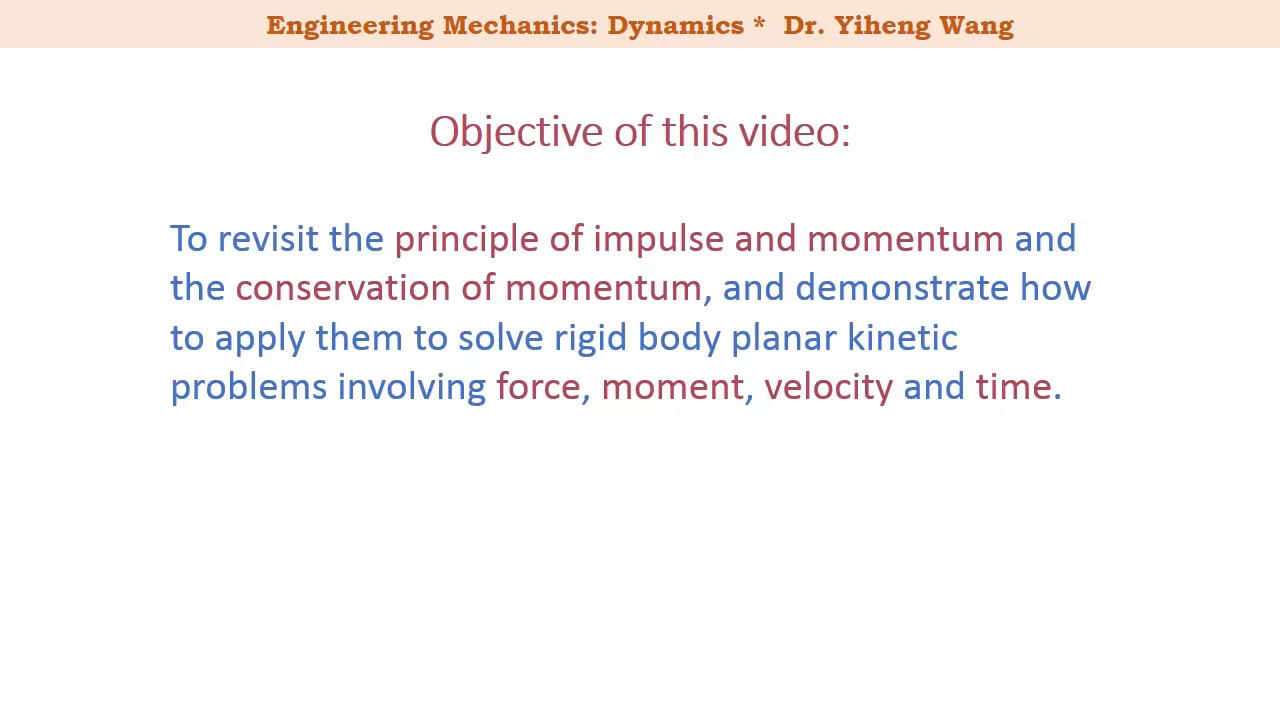 Engineering Mechanics: Dynamics * Dr. Yiheng Wang
Objective of this video:
To revisit the principle of impulse and momentum and
the conservation of momentum, and demonstrate how
to apply them to solve rigid body planar kinetic
problems involving force, moment, velocity and time.